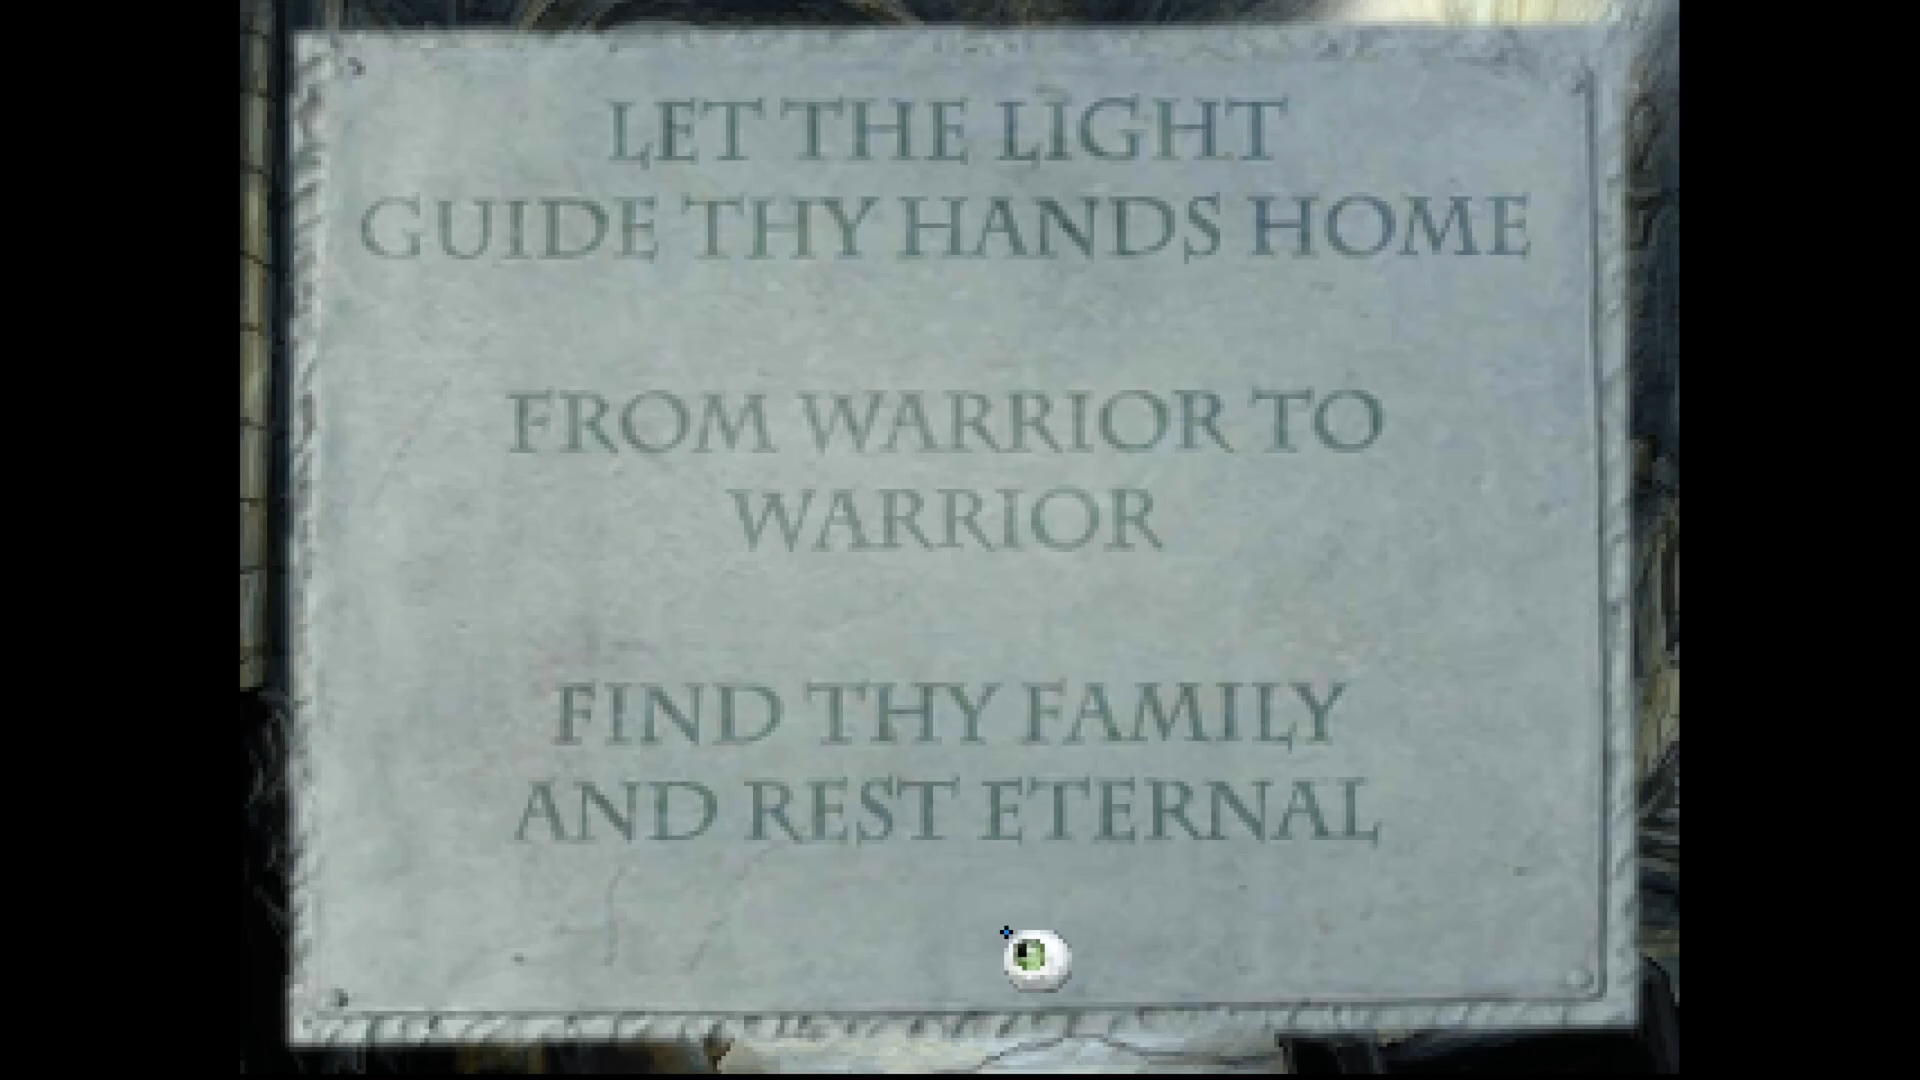 LET THE LIGHT
GUIDE THY HANDS HOME
FROM WARRIOR TO
WARRIOR
FIND THY FAMILY
AND REST ETERNAL